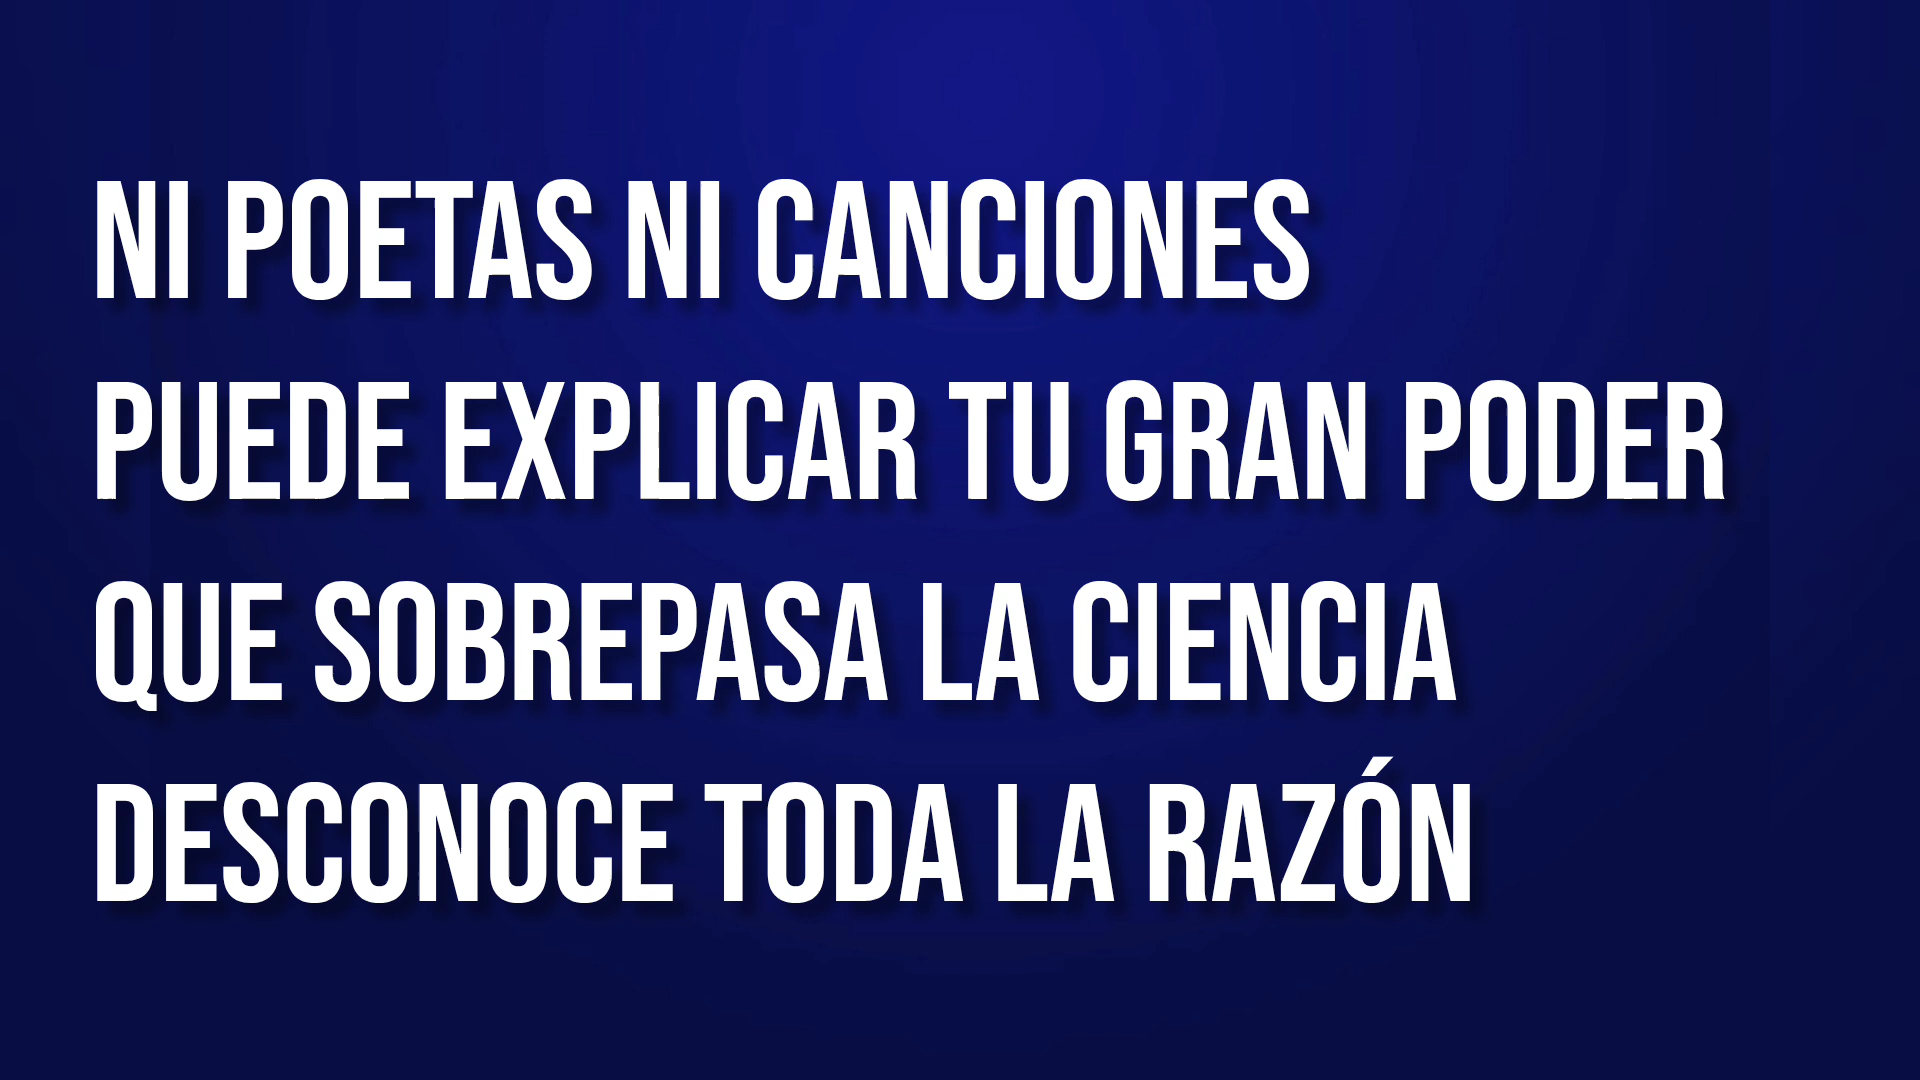 NI POETAS NI CANCIONES
PUEDE EXPLICAR TU GRAN PODER
QUE SOBREPASA LA CIENCIA
DESCONOCE TODA LA RAZÓN